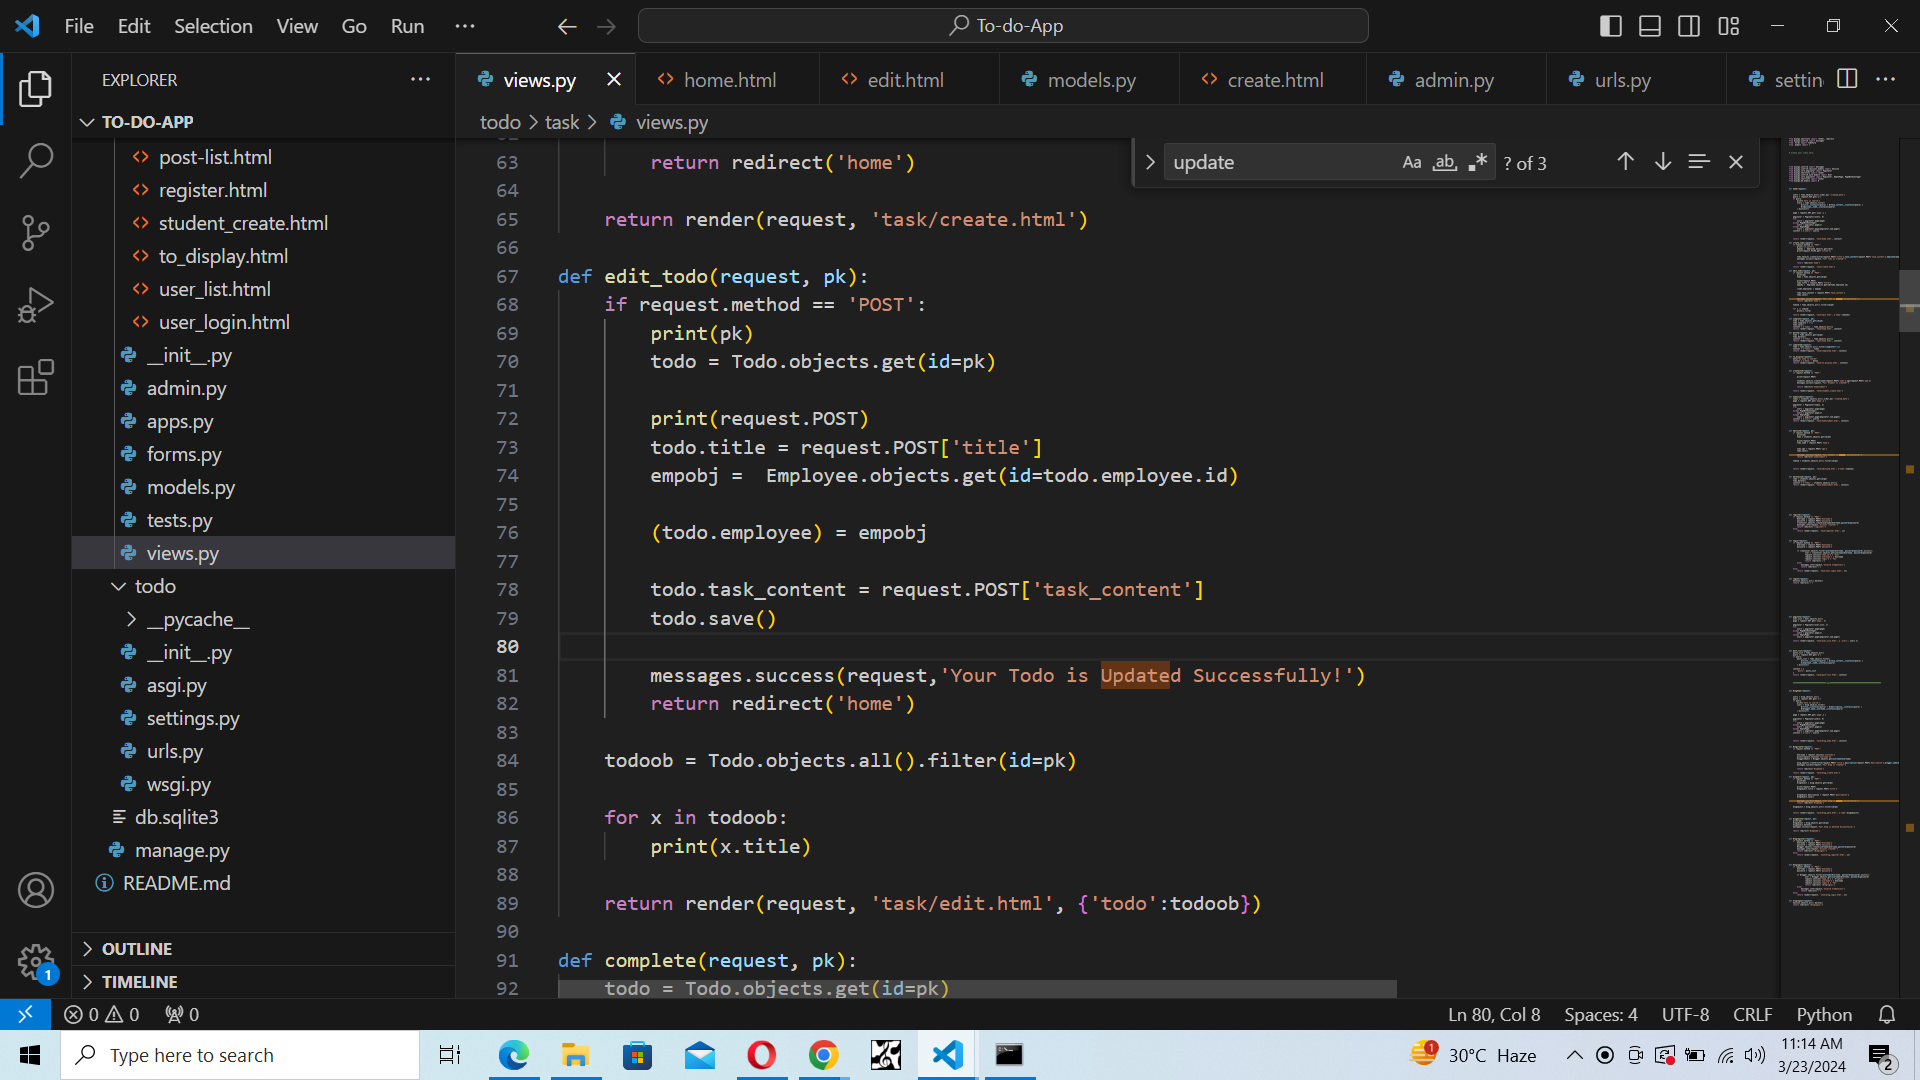 File Edit Selection View Go Run
To-do-App
EXPLORER
views.py
home.html
edit.html
models.py
create.html
admin.py
urls.py
settin
TO-DO-APP
todo > task > views.py
post-list.html
register.html
student_create.html
to_display.html
user_list.html
user_login.html
__init__.py
admin.py
apps.py
forms.py
models.py
tests.py
views.py
todo
__pycache__
__init__.py
asgi.py
settings.py
urls.py
wsgi.py
db.sqlite3
manage.py
README.md
OUTLINE
TIMELINE
update Aa ab ? of 3
63 return redirect('home')
64
65 return render(request, 'task/create.html')
66
67 def edit_todo(request, pk):
68 if request.method == 'POST':
69 print(pk)
70 todo = Todo.objects.get(id=pk)
71
72 print(request.POST)
73 todo.title = request.POST['title']
74 empobj =  Employee.objects.get(id=todo.employee.id)
75
76 (todo.employee) = empobj
77
78 todo.task_content = request.POST['task_content']
79 todo.save()
80
81 messages.success(request,'Your Todo is Updated Successfully!')
82 return redirect('home')
83
84 todoob = Todo.objects.all().filter(id=pk)
85
86 for x in todoob:
87 print(x.title)
88
89 return render(request, 'task/edit.html', {'todo':todoob})
90
91 def complete(request, pk):
92 todo = Todo.objects.get(id=pk)
1
0 0 0
Ln 80, Col 8 Spaces: 4 UTF-8 CRLF Python
Type here to search
1
30°C Haze
11:14 AM
3/23/2024
2